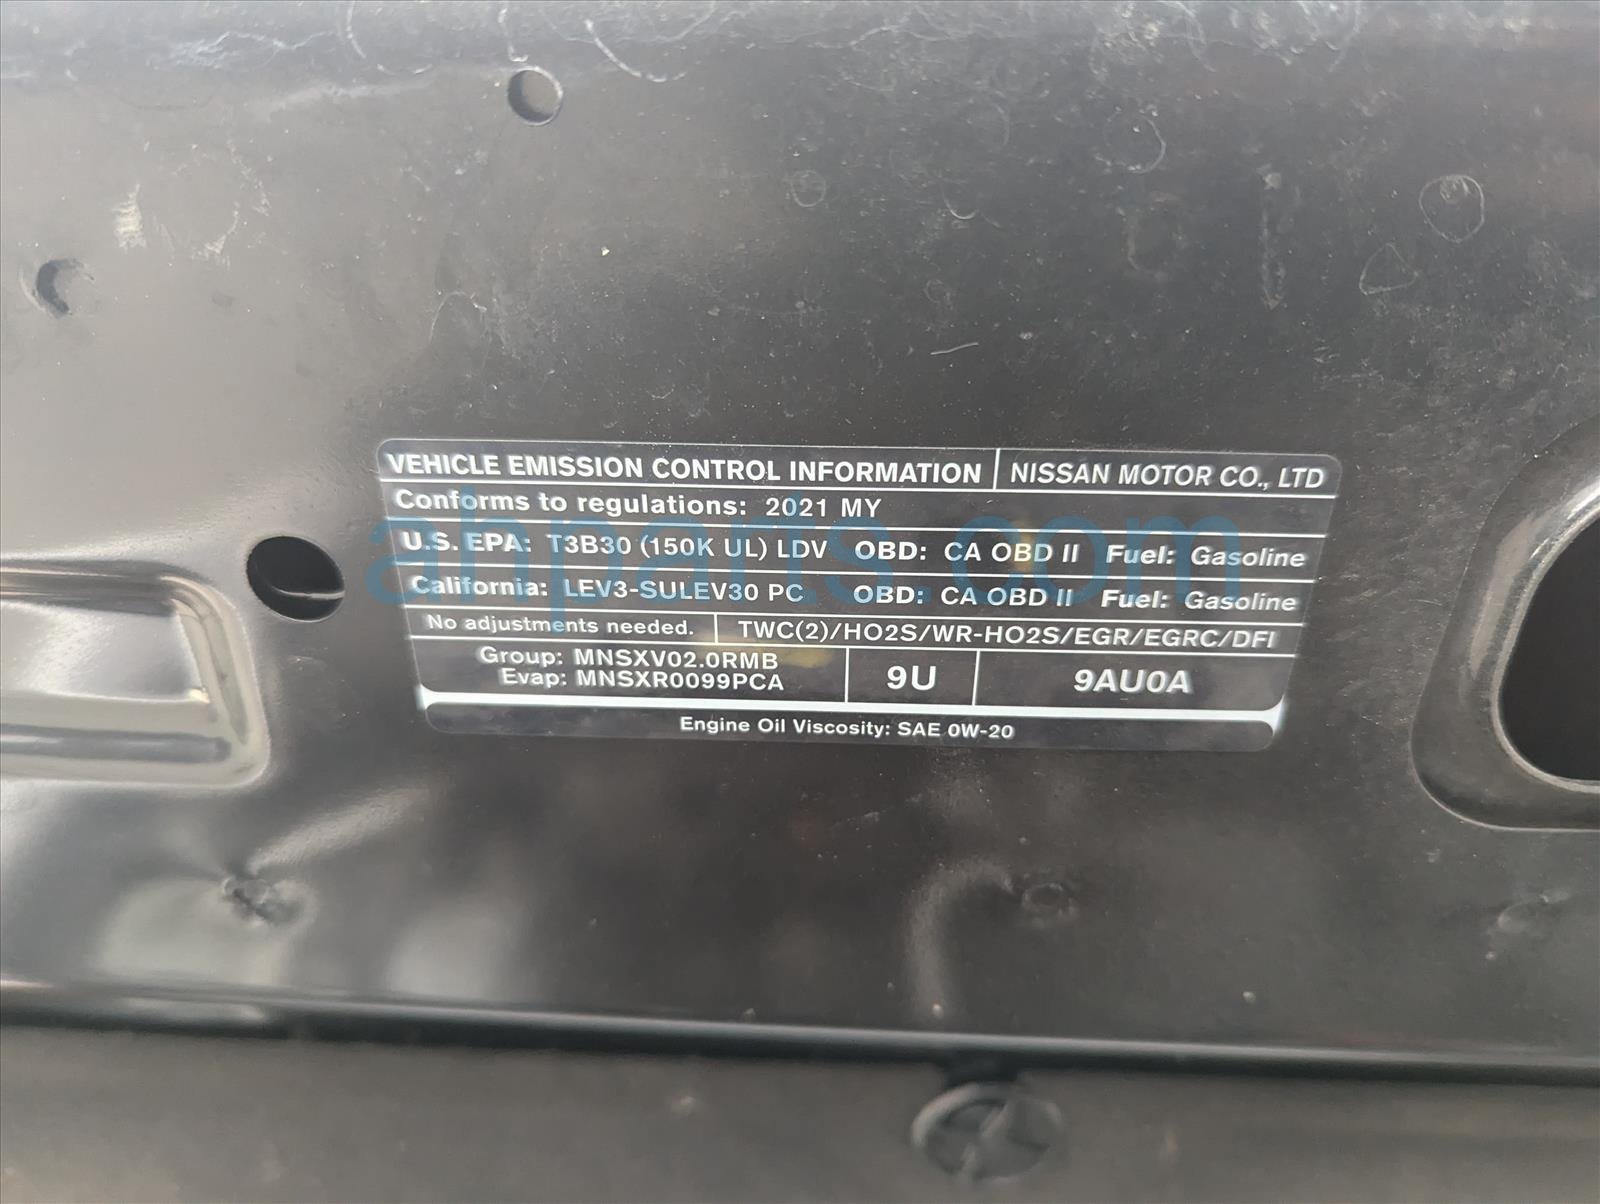 VEHICLE EMISSION CONTROL INFORMATION NISSAN MOTOR CO., LTD
Conforms to regulations: 2021 MY
U.S. EPA: T3B30 (150K UL) LDV OBD: CA OBD II Fuel: Gasoline
California: LEV3-SULEV30 PC OBD: CA OBD II Fuel: Gasoline
No adjustments needed. TWC(2)/HO2S/WR-HO2S/EGR/EGRC/DFI
Group: MNSXV02.0RMB
Evap: MNSXR0099PCA
9U
9AU0A
Engine Oil Viscosity: SAE 0W-20
ahparts.com